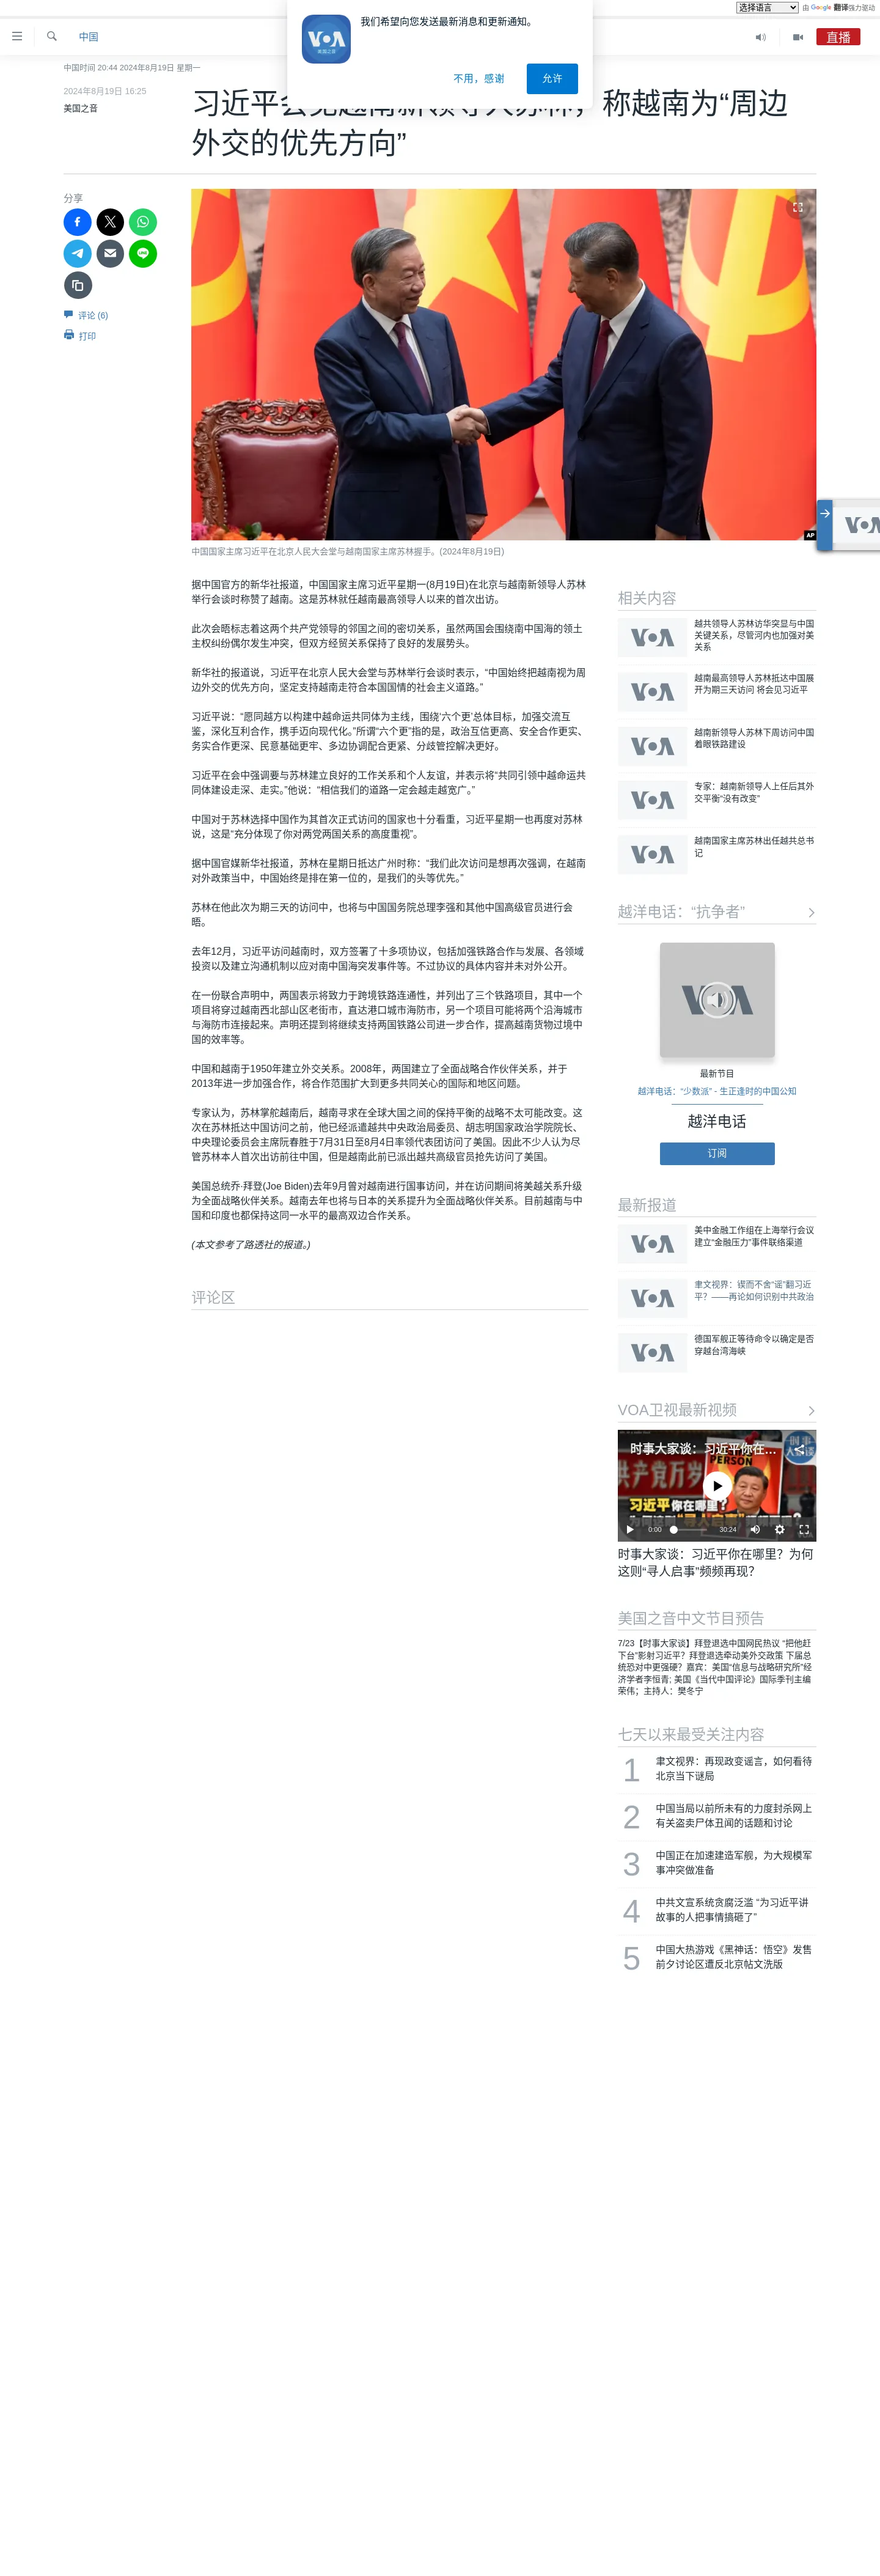 选择语言 由 Google 翻译强力驱动
我们希望向您发送最新消息和更新通知。
VOA
美国之音
不用，感谢 允许
中国
直播
中国时间 20:44 2024年8月19日 星期一
2024年8月19日 16:25
美国之音
习近平会见越南新领导人苏林，称越南为“周边
外交的优先方向”
分享
评论 (6)
打印
AP
VOA
中国国家主席习近平在北京人民大会堂与越南国家主席苏林握手。(2024年8月19日)
据中国官方的新华社报道，中国国家主席习近平星期一(8月19日)在北京与越南新领导人苏林
举行会谈时称赞了越南。这是苏林就任越南最高领导人以来的首次出访。
此次会晤标志着这两个共产党领导的邻国之间的密切关系，虽然两国会围绕南中国海的领土
主权纠纷偶尔发生冲突，但双方经贸关系保持了良好的发展势头。
新华社的报道说，习近平在北京人民大会堂与苏林举行会谈时表示，“中国始终把越南视为周
边外交的优先方向，坚定支持越南走符合本国国情的社会主义道路。”
习近平说：“愿同越方以构建中越命运共同体为主线，围绕‘六个更’总体目标，加强交流互
鉴，深化互利合作，携手迈向现代化。”所谓“六个更”指的是，政治互信更高、安全合作更实、
务实合作更深、民意基础更牢、多边协调配合更紧、分歧管控解决更好。
习近平在会中强调要与苏林建立良好的工作关系和个人友谊，并表示将“共同引领中越命运共
同体建设走深、走实。”他说：“相信我们的道路一定会越走越宽广。”
中国对于苏林选择中国作为其首次正式访问的国家也十分看重，习近平星期一也再度对苏林
说，这是“充分体现了你对两党两国关系的高度重视”。
据中国官媒新华社报道，苏林在星期日抵达广州时称：“我们此次访问是想再次强调，在越南
对外政策当中，中国始终是排在第一位的，是我们的头等优先。”
苏林在他此次为期三天的访问中，也将与中国国务院总理李强和其他中国高级官员进行会
晤。
去年12月，习近平访问越南时，双方签署了十多项协议，包括加强铁路合作与发展、各领域
投资以及建立沟通机制以应对南中国海突发事件等。不过协议的具体内容并未对外公开。
在一份联合声明中，两国表示将致力于跨境铁路连通性，并列出了三个铁路项目，其中一个
项目将穿过越南西北部山区老街市，直达港口城市海防市，另一个项目可能将两个沿海城市
与海防市连接起来。声明还提到将继续支持两国铁路公司进一步合作，提高越南货物过境中
国的效率等。
中国和越南于1950年建立外交关系。2008年，两国建立了全面战略合作伙伴关系，并于
2013年进一步加强合作，将合作范围扩大到更多共同关心的国际和地区问题。
专家认为，苏林掌舵越南后，越南寻求在全球大国之间的保持平衡的战略不太可能改变。这
次在苏林抵达中国访问之前，他已经派遣越共中央政治局委员、胡志明国家政治学院院长、
中央理论委员会主席阮春胜于7月31日至8月4日率领代表团访问了美国。因此不少人认为尽
管苏林本人首次出访前往中国，但是越南此前已派出越共高级官员抢先访问了美国。
美国总统乔·拜登(Joe Biden)去年9月曾对越南进行国事访问，并在访问期间将美越关系升级
为全面战略伙伴关系。越南去年也将与日本的关系提升为全面战略伙伴关系。目前越南与中
国和印度也都保持这同一水平的最高双边合作关系。
(本文参考了路透社的报道。)
评论区
相关内容
VOA
越共领导人苏林访华突显与中国
关键关系，尽管河内也加强对美
关系
VOA
越南最高领导人苏林抵达中国展
开为期三天访问 将会见习近平
VOA
越南新领导人苏林下周访问中国
着眼铁路建设
VOA
专家：越南新领导人上任后其外
交平衡“没有改变”
VOA
越南国家主席苏林出任越共总书
记
越洋电话：“抗争者”
VOA
最新节目
越洋电话：“少数派” - 生正逢时的中国公知
越洋电话
订阅
最新报道
VOA
美中金融工作组在上海举行会议
建立“金融压力”事件联络渠道
VOA
聿文视界：锲而不舍“谣”翻习近
平？——再论如何识别中共政治
VOA
德国军舰正等待命令以确定是否
穿越台湾海峡
VOA卫视最新视频
时事大家谈：习近平你在...
PERSON
共产党万岁
习近平你在哪里？
0:00 30:24
时事大家谈：习近平你在哪里？为何
这则“寻人启事”频频再现？
美国之音中文节目预告
7/23【时事大家谈】拜登退选中国网民热议 “把他赶
下台”影射习近平？拜登退选牵动美外交政策 下届总
统恐对中更强硬？嘉宾：美国“信息与战略研究所”经
济学者李恒青; 美国《当代中国评论》国际季刊主编
荣伟；主持人：樊冬宁
七天以来最受关注内容
1 聿文视界：再现政变谣言，如何看待
北京当下谜局
2 中国当局以前所未有的力度封杀网上
有关盗卖尸体丑闻的话题和讨论
3 中国正在加速建造军舰，为大规模军
事冲突做准备
4 中共文宣系统贪腐泛滥 “为习近平讲
故事的人把事情搞砸了”
5 中国大热游戏《黑神话：悟空》发售
前夕讨论区遭反北京帖文洗版